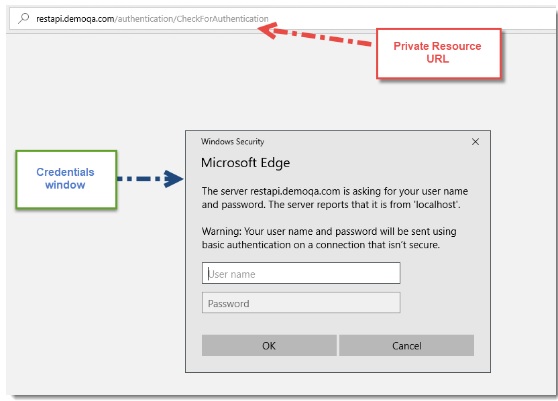 restapi.demoqa.com/authentication/CheckForAuthentication
Private Resource
URL
Windows Security
Microsoft Edge
Credentials
window
The server restapi.demoqa.com is asking for your user name
and password. The server reports that it is from 'localhost'.
Warning: Your user name and password will be sent using
basic authentication on a connection that isn't secure.
User name
Password
OK
Cancel